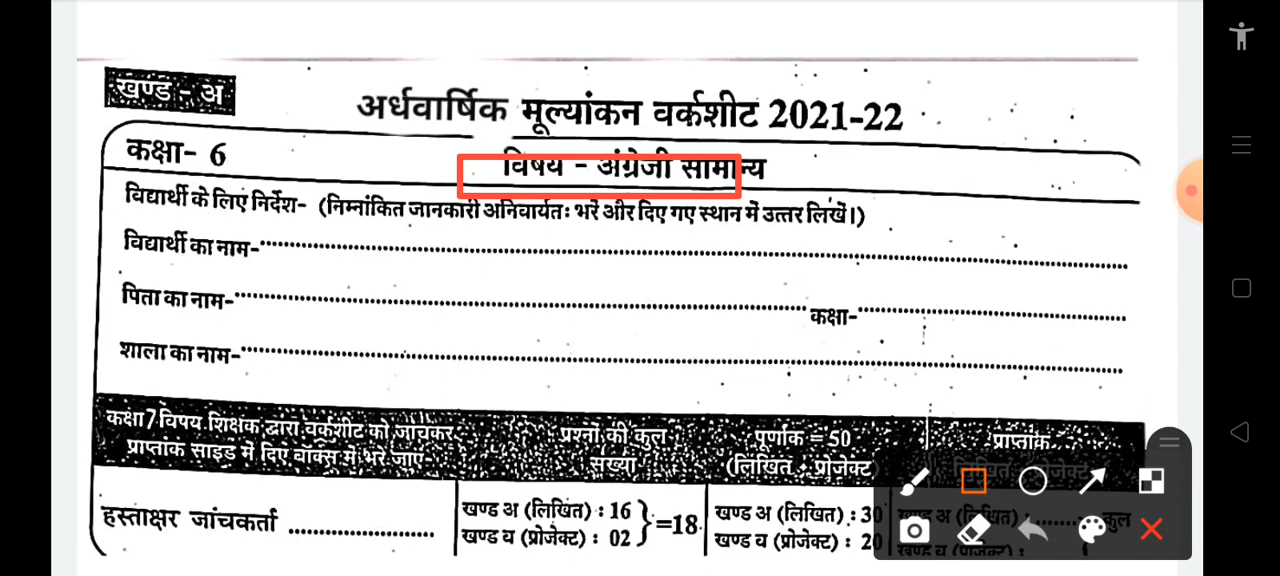 खण्ड - अ
अर्धवार्षिक मूल्यांकन वर्कशीट 2021-22
कक्षा- 6
विषय - अंग्रेजी सामान्य
विद्यार्थी के लिए निर्देश- (निम्नांकित जानकारी अनिवार्यतः भरें और दिए गए स्थान में उत्तर लिखें।)
विद्यार्थी का नाम-
पिता का नाम- कक्षा-
शाला का नाम-
कक्षा 7 विषय शिक्षक द्वारा वर्कशीट को जांचकर प्रश्नों की कुल पूर्णांक = 50 प्राप्तांक
प्राप्तांक साइड में दिए बॉक्स में भरे जाएं- संख्या (लिखित + प्रोजेक्ट)
हस्ताक्षर जांचकर्ता खण्ड अ (लिखित) : 16 खण्ड अ (लिखित) : 30 कुल
खण्ड ब (प्रोजेक्ट) : 02 } =18 खण्ड ब (प्रोजेक्ट) : 20